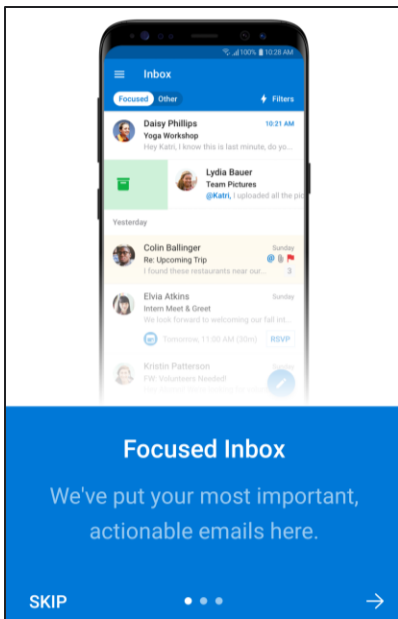 100% 10:28 AM
Inbox
Focused Other Filters
Daisy Phillips 10:21 AM
Yoga Workshop
Hey Katri, I know this is last minute, do yo...
Lydia Bauer
Team Pictures
@Katri, I uploaded all the pic
Yesterday
Colin Ballinger Sunday
Re: Upcoming Trip
I found these restaurants near our... 3
Elvia Atkins Sunday
Intern Meet & Greet
We look forward to welcoming our fall int...
Tomorrow, 11:00 AM (30m) RSVP
Kristin Patterson Sunday
FW: Volunteers Needed!
Focused Inbox
We've put your most important,
actionable emails here.
SKIP